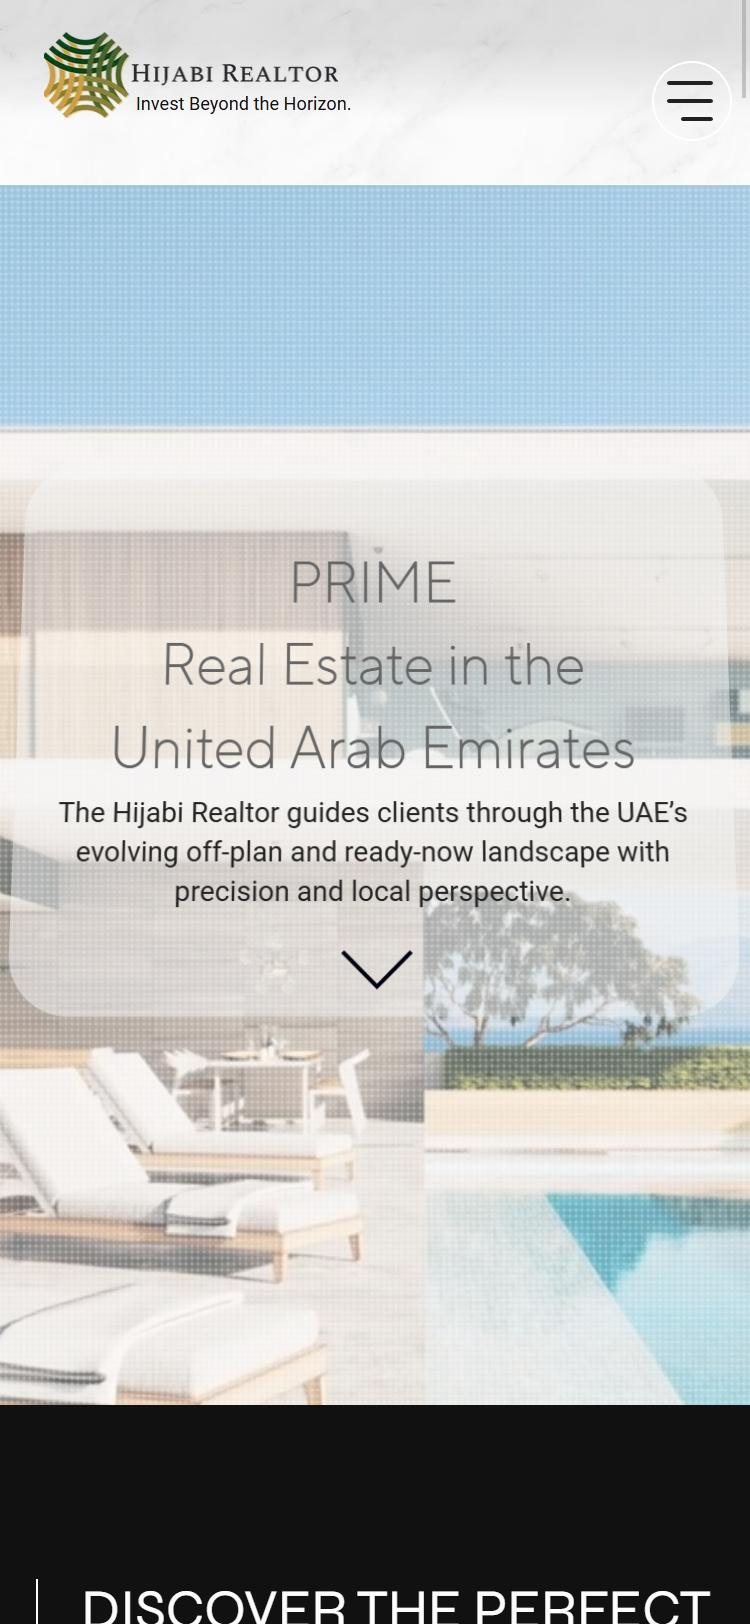 HIJABI REALTOR
Invest Beyond the Horizon.
PRIME
Real Estate in the
United Arab Emirates
The Hijabi Realtor guides clients through the UAE’s
evolving off-plan and ready-now landscape with
precision and local perspective.
DISCOVER THE PERFECT